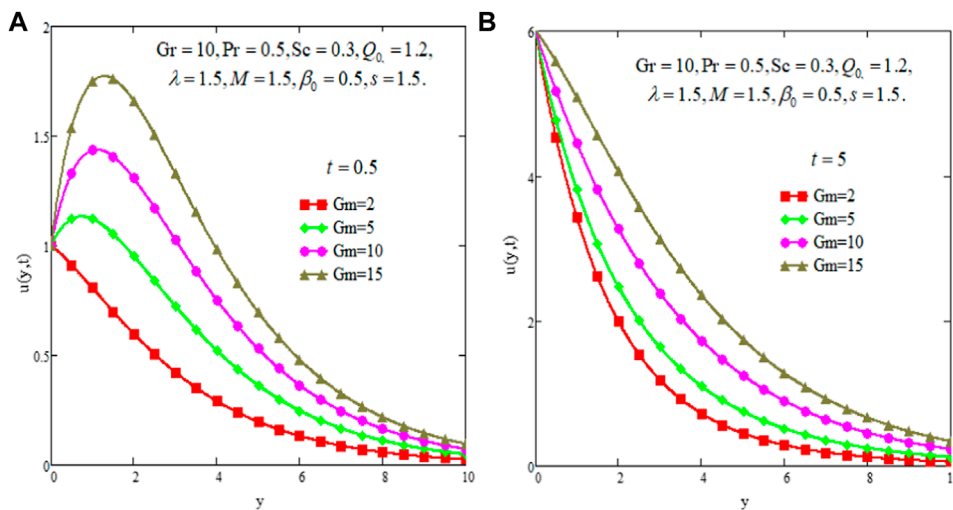 A
Gr = 10, Pr = 0.5, Sc = 0.3, Q₀. = 1.2,
λ = 1.5, M = 1.5, β₀ = 0.5, s = 1.5.
t = 0.5
Gm=2
Gm=5
Gm=10
Gm=15
u(y,t)
2
1.5
1
0.5
0
0 2 4 6 8 10
y
B
Gr = 10, Pr = 0.5, Sc = 0.3, Q₀. = 1.2,
λ = 1.5, M = 1.5, β₀ = 0.5, s = 1.5.
t = 5
Gm=2
Gm=5
Gm=10
Gm=15
u(y,t)
6
4
2
0
0 2 4 6 8 1
y